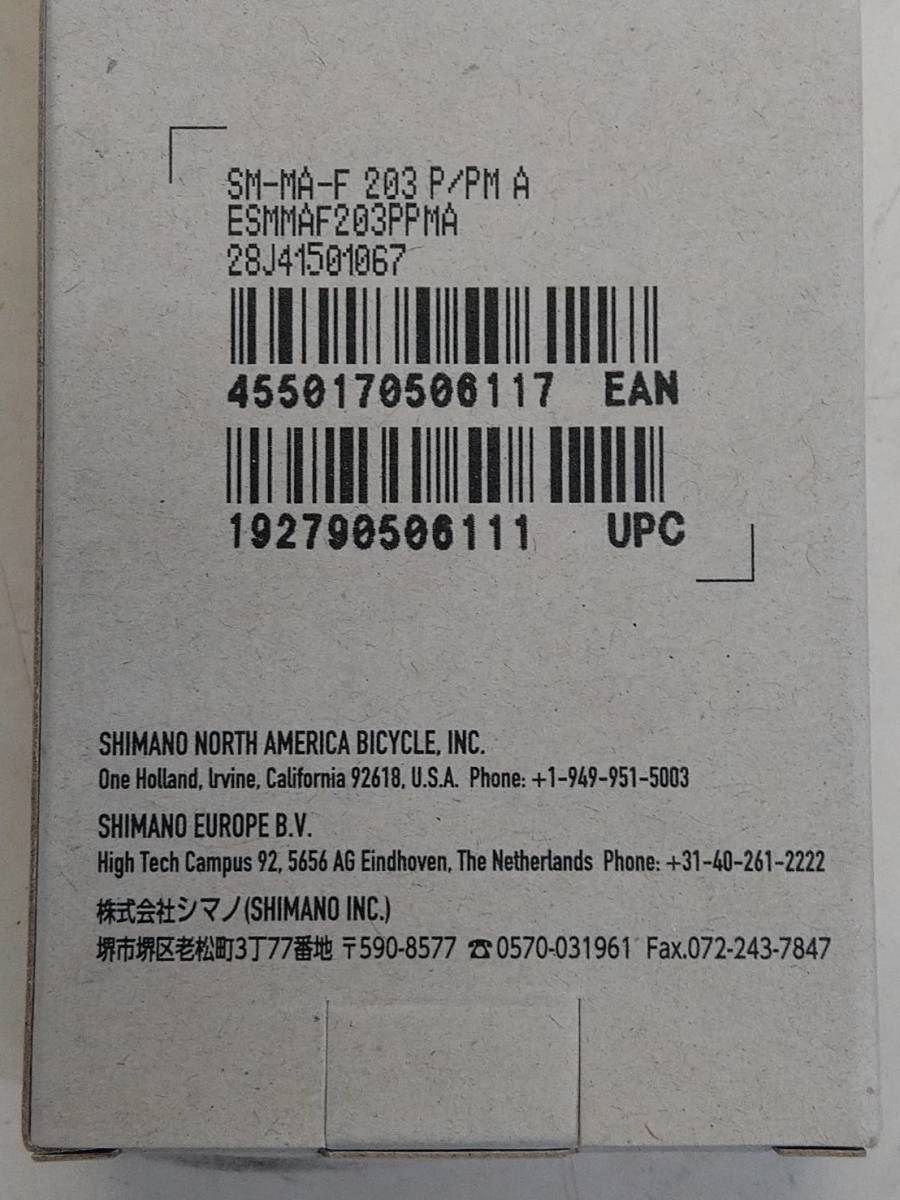 SM-MA-F 203 P/PM A
ESMMAF203PPMA
28J41501067
4550170506117 EAN
192790506111 UPC
SHIMANO NORTH AMERICA BICYCLE, INC.
One Holland, Irvine, California 92618, U.S.A. Phone: +1-949-951-5003
SHIMANO EUROPE B.V.
High Tech Campus 92, 5656 AG Eindhoven, The Netherlands Phone: +31-40-261-2222
株式会社シマノ(SHIMANO INC.)
堺市堺区老松町3丁77番地 〒590-8577 ☎0570-031961 Fax.072-243-7847